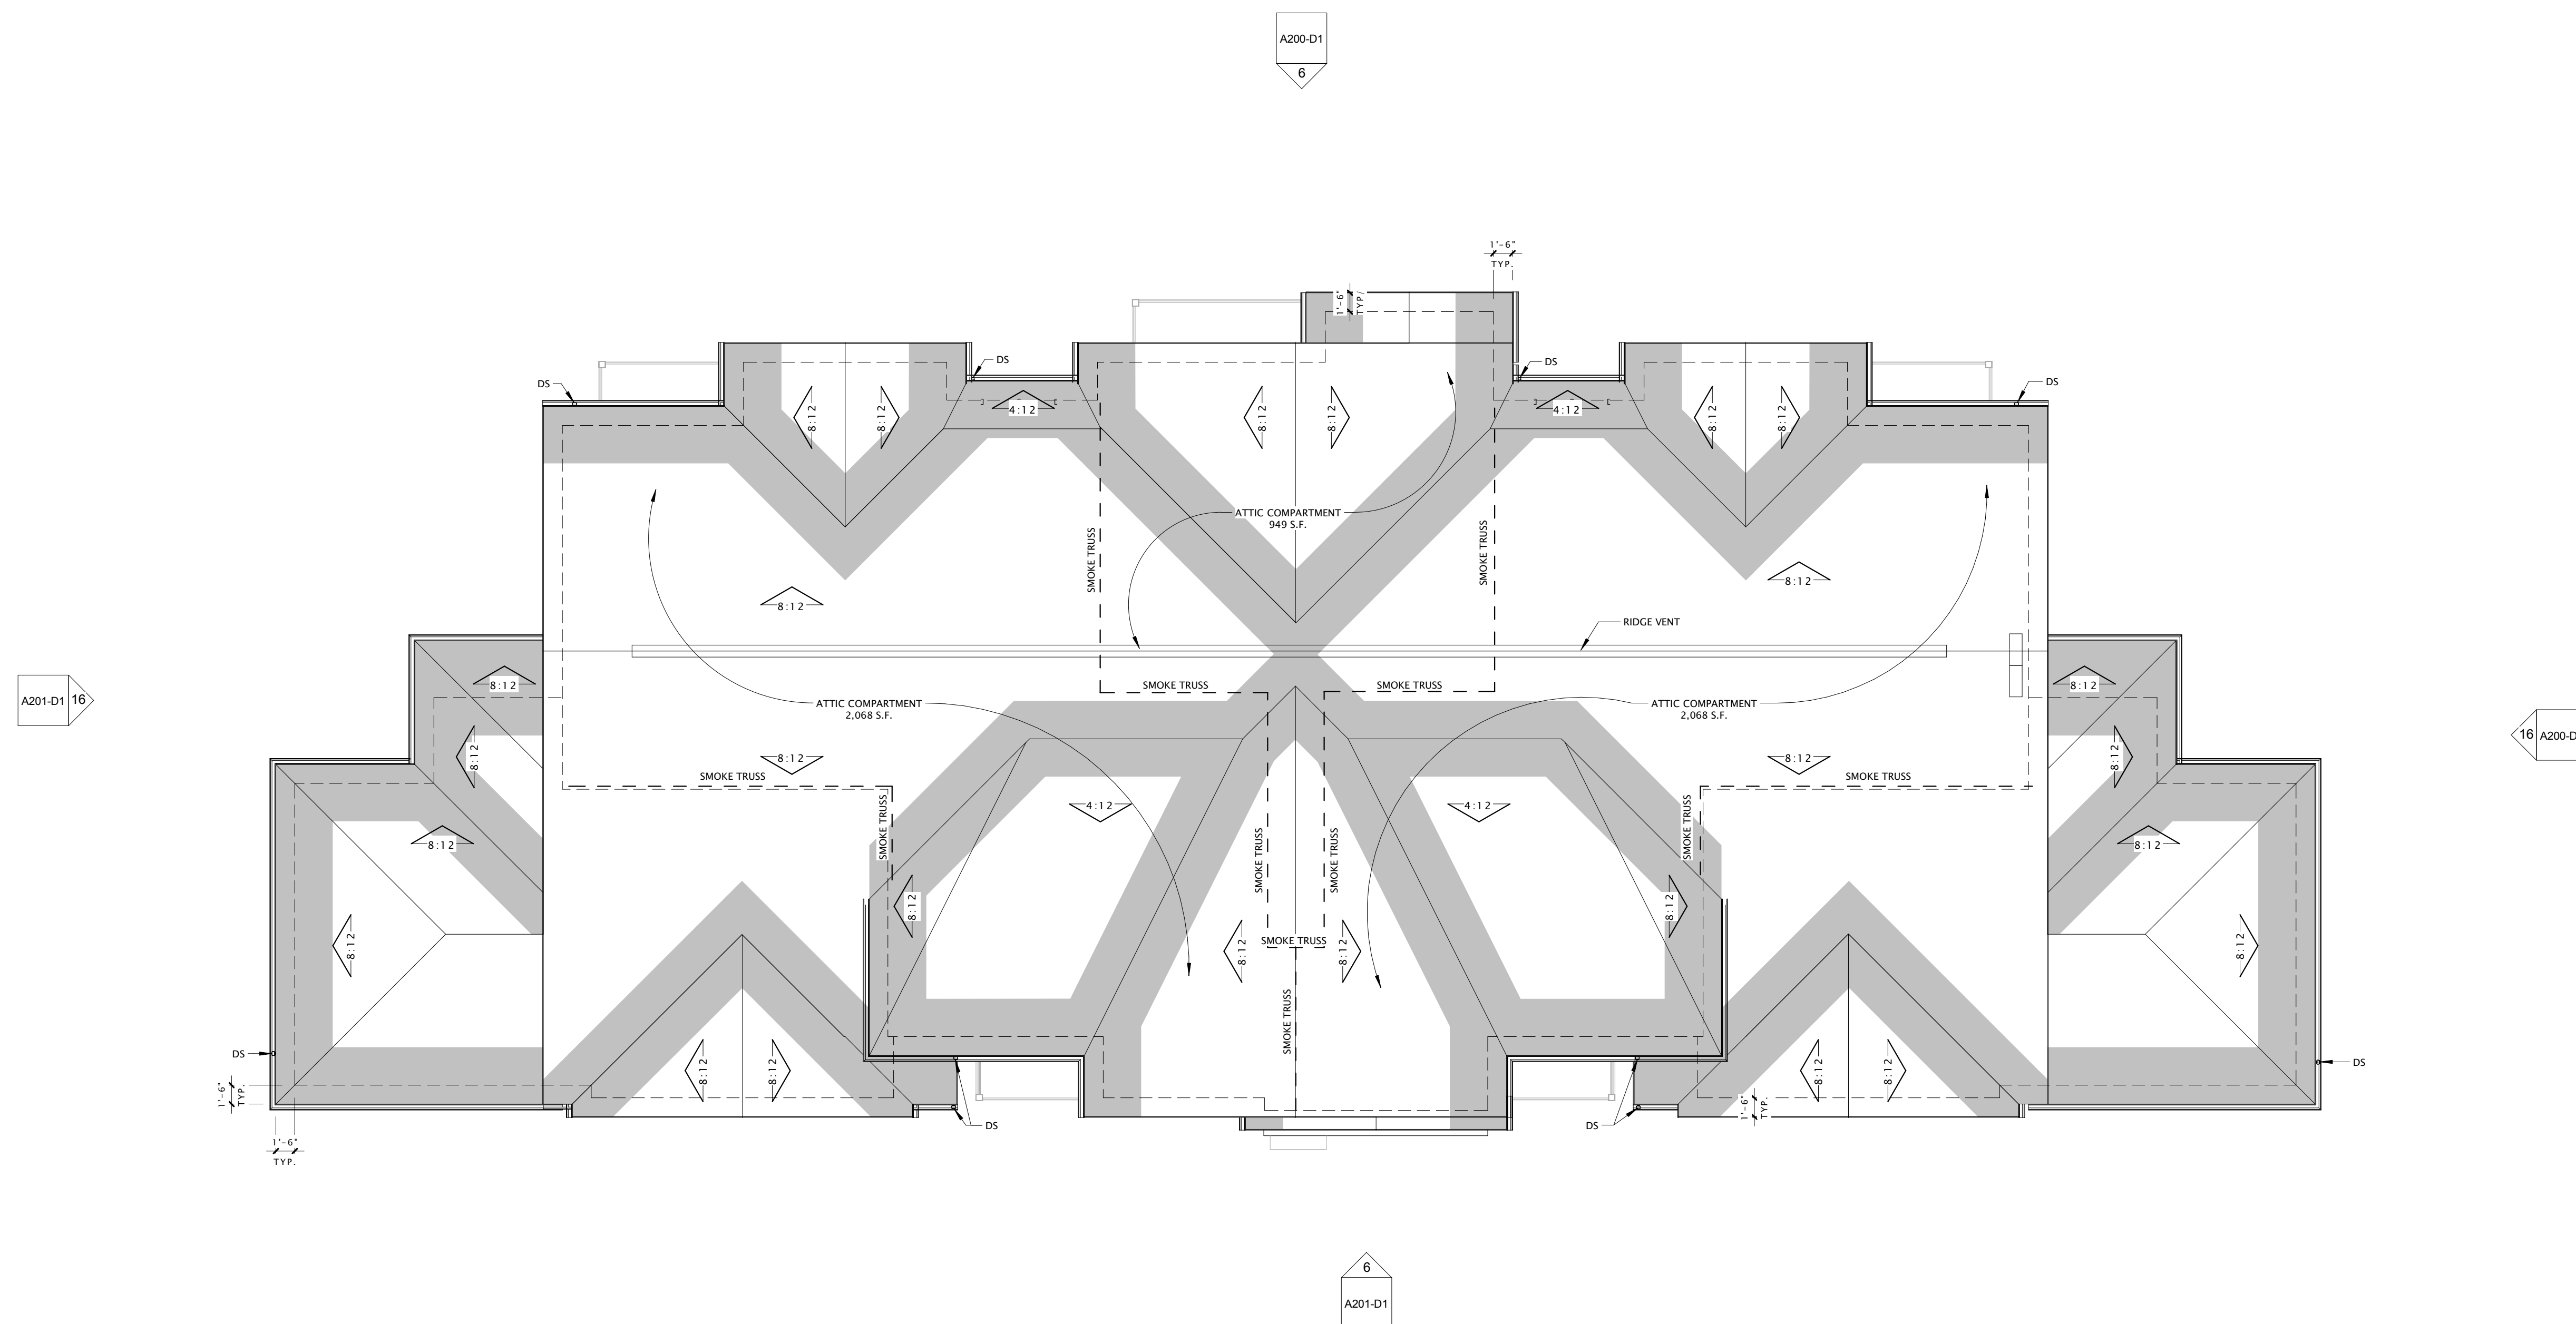 A200-D1
6
1'-6"
TYP.
1'-6"
TYP.
DS
DS
DS
DS
8:12
8:12
4:12
8:12
8:12
4:12
8:12
8:12
ATTIC COMPARTMENT
949 S.F.
SMOKE TRUSS
SMOKE TRUSS
8:12
8:12
RIDGE VENT
A201-D1
16
16
A200-D
8:12
8:12
SMOKE TRUSS
SMOKE TRUSS
ATTIC COMPARTMENT
2,068 S.F.
ATTIC COMPARTMENT
2,068 S.F.
8:12
8:12
8:12
8:12
SMOKE TRUSS
SMOKE TRUSS
4:12
4:12
SMOKE TRUSS
SMOKE TRUSS
8:12
8:12
SMOKE TRUSS
SMOKE TRUSS
8:12
8:12
8:12
8:12
8:12
8:12
SMOKE TRUSS
SMOKE TRUSS
DS
DS
8:12
8:12
8:12
8:12
1'-6"
TYP.
1'-6"
TYP.
DS
DS
1'-6"
TYP.
6
A201-D1